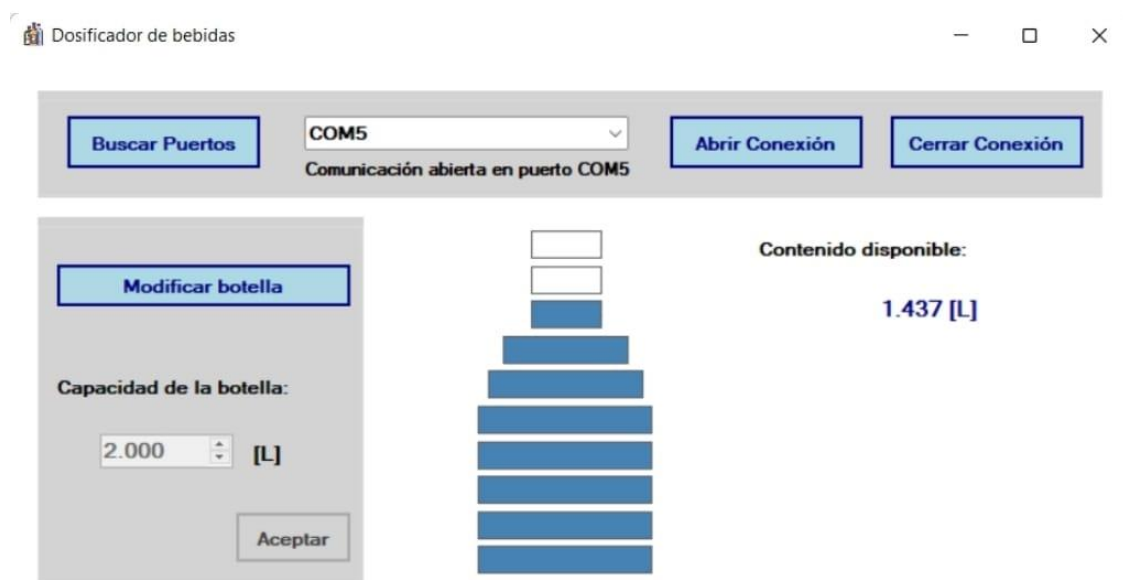 Dosificador de bebidas
Buscar Puertos
COM5
Comunicación abierta en puerto COM5
Abrir Conexión
Cerrar Conexión
Modificar botella
Capacidad de la botella:
2.000
[L]
Aceptar
Contenido disponible:
1.437 [L]